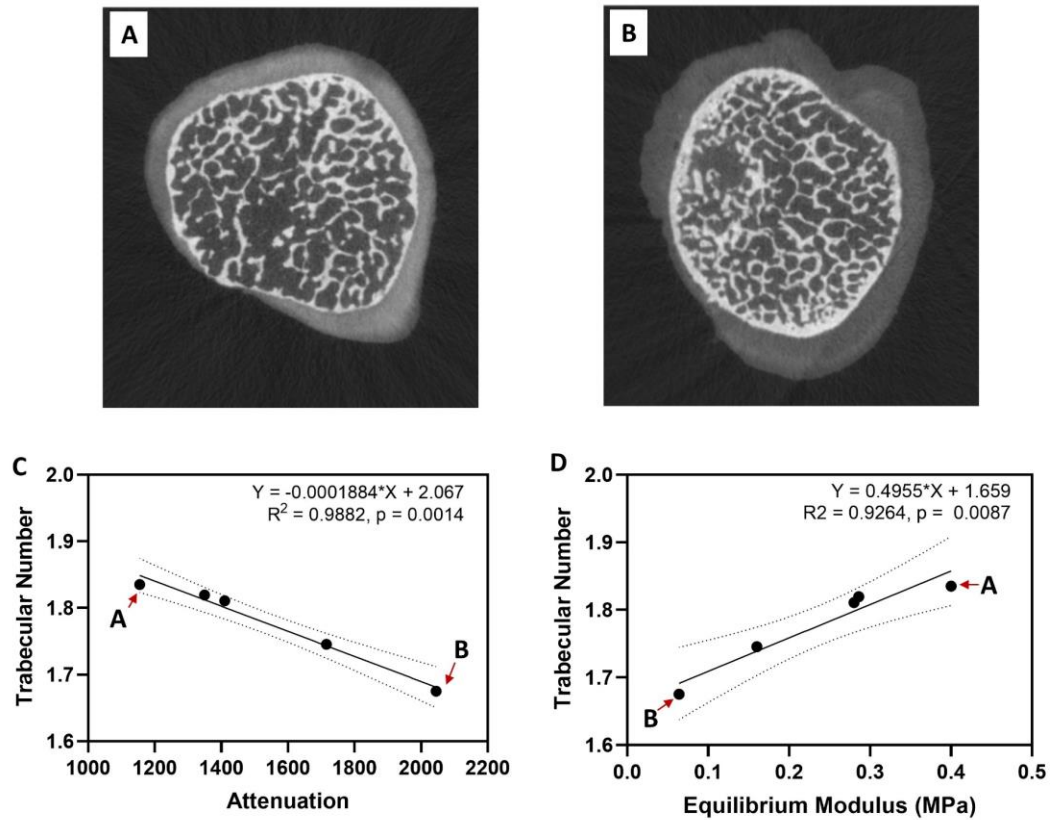 A
B
C
2.0
1.9
1.8
1.7
1.6
Trabecular Number
Y = -0.0001884*X + 2.067
R² = 0.9882, p = 0.0014
A
B
1000 1200 1400 1600 1800 2000 2200
Attenuation
D
2.0
1.9
1.8
1.7
1.6
Trabecular Number
Y = 0.4955*X + 1.659
R2 = 0.9264, p = 0.0087
A
B
0.0 0.1 0.2 0.3 0.4 0.5
Equilibrium Modulus (MPa)